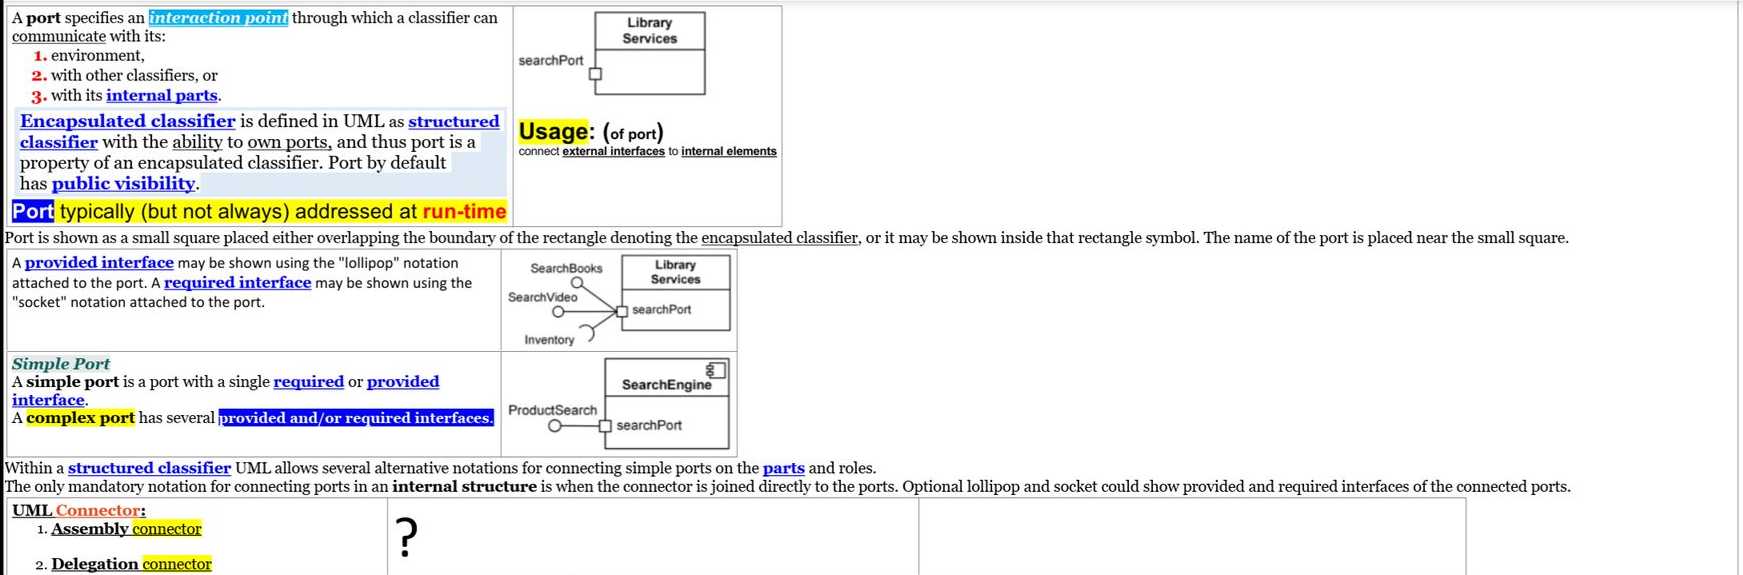 A port specifies an interaction point through which a classifier can
communicate with its:
1. environment,
2. with other classifiers, or
3. with its internal parts.
Encapsulated classifier is defined in UML as structured
classifier with the ability to own ports, and thus port is a
property of an encapsulated classifier. Port by default
has public visibility.
Port typically (but not always) addressed at run-time
Library
Services
searchPort
Usage: (of port)
connect external interfaces to internal elements
Port is shown as a small square placed either overlapping the boundary of the rectangle denoting the encapsulated classifier, or it may be shown inside that rectangle symbol. The name of the port is placed near the small square.
A provided interface may be shown using the "lollipop" notation
attached to the port. A required interface may be shown using the
"socket" notation attached to the port.
SearchBooks
SearchVideo
Inventory
Library
Services
searchPort
Simple Port
A simple port is a port with a single required or provided
interface.
A complex port has several provided and/or required interfaces.
SearchEngine
ProductSearch
searchPort
Within a structured classifier UML allows several alternative notations for connecting simple ports on the parts and roles.
The only mandatory notation for connecting ports in an internal structure is when the connector is joined directly to the ports. Optional lollipop and socket could show provided and required interfaces of the connected ports.
UML Connector:
1. Assembly connector
2. Delegation connector
?